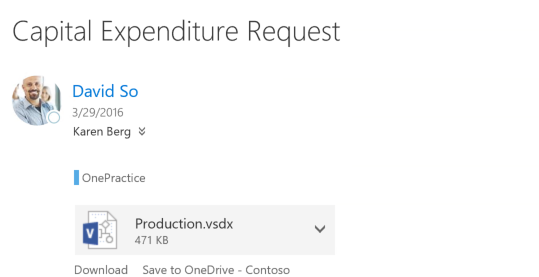 Capital Expenditure Request
David So
3/29/2016
Karen Berg
OnePractice
V
Production.vsdx
471 KB
Download Save to OneDrive - Contoso